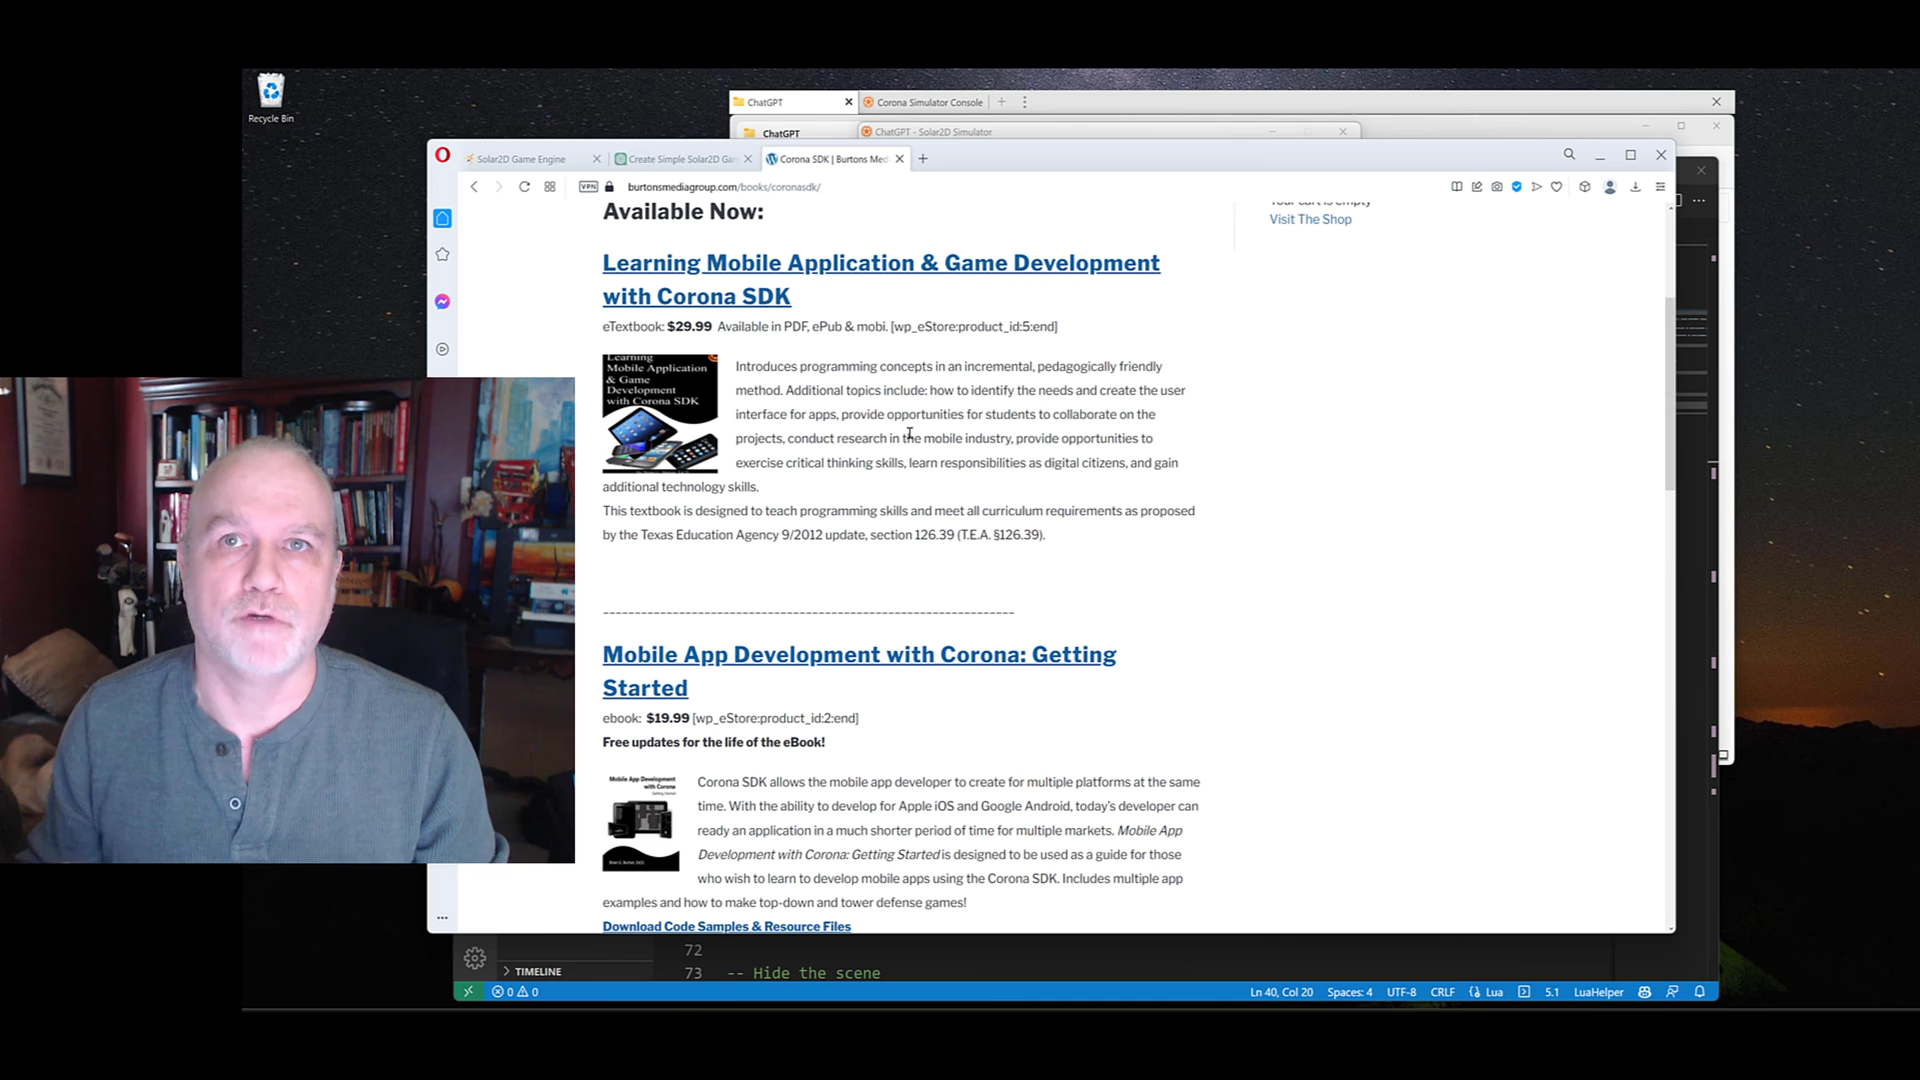 Recycle Bin
ChatGPT
Corona Simulator Console
ChatGPT
ChatGPT - Solar2D Simulator
Solar2D Game Engine
Create Simple Solar2D Gam
Corona SDK | Burtons Med
VPN
burtonsmediagroup.com/books/coronasdk/
Your cart is empty
Visit The Shop
Available Now:
Learning Mobile Application & Game Development
with Corona SDK
eTextbook: $29.99 Available in PDF, ePub & mobi. [wp_eStore:product_id:5:end]
Learning
Mobile Application
& Game
Development
with Corona SDK
Introduces programming concepts in an incremental, pedagogically friendly
method. Additional topics include: how to identify the needs and create the user
interface for apps, provide opportunities for students to collaborate on the
projects, conduct research in the mobile industry, provide opportunities to
exercise critical thinking skills, learn responsibilities as digital citizens, and gain
additional technology skills.
This textbook is designed to teach programming skills and meet all curriculum requirements as proposed
by the Texas Education Agency 9/2012 update, section 126.39 (T.E.A. §126.39).
Mobile App Development with Corona: Getting
Started
ebook: $19.99 [wp_eStore:product_id:2:end]
Free updates for the life of the eBook!
Mobile App Development
with Corona
Getting Started
Corona SDK allows the mobile app developer to create for multiple platforms at the same
time. With the ability to develop for Apple iOS and Google Android, today's developer can
ready an application in a much shorter period of time for multiple markets. Mobile App
Development with Corona: Getting Started is designed to be used as a guide for those
who wish to learn to develop mobile apps using the Corona SDK. Includes multiple app
examples and how to make top-down and tower defense games!
Download Code Samples & Resource Files
72
TIMELINE
73 -- Hide the scene
0 0
Ln 40, Col 20 Spaces: 4 UTF-8 CRLF Lua 5.1 LuaHelper